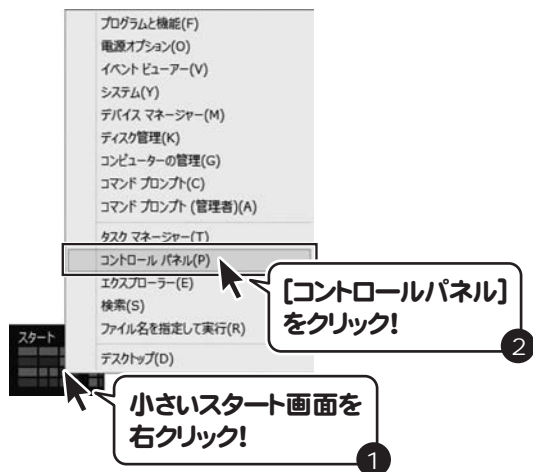 プログラムと機能(F)
電源オプション(O)
イベント ビューアー(V)
システム(Y)
デバイス マネージャー(M)
ディスク管理(K)
コンピューターの管理(G)
コマンド プロンプト(C)
コマンド プロンプト (管理者)(A)
タスク マネージャー(T)
コントロール パネル(P)
エクスプローラー(E)
検索(S)
ファイル名を指定して実行(R)
デスクトップ(D)
[コントロールパネル]
をクリック!
2
スタート
小さいスタート画面を
右クリック!
1